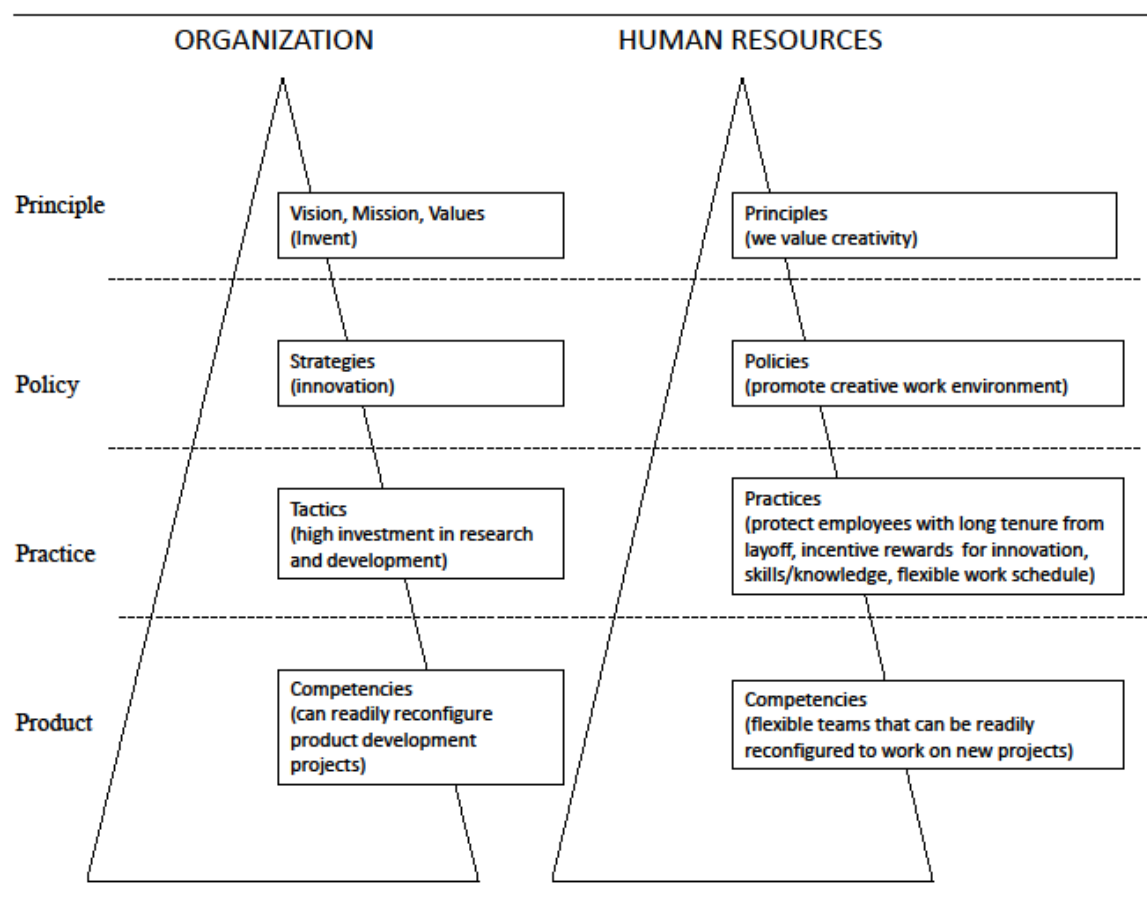 ORGANIZATION
HUMAN RESOURCES
Principle
Vision, Mission, Values
(Invent)
Principles
(we value creativity)
Policy
Strategies
(innovation)
Policies
(promote creative work environment)
Practice
Tactics
(high investment in research
and development)
Practices
(protect employees with long tenure from
layoff, incentive rewards for innovation,
skills/knowledge, flexible work schedule)
Product
Competencies
(can readily reconfigure
product development
projects)
Competencies
(flexible teams that can be readily
reconfigured to work on new projects)